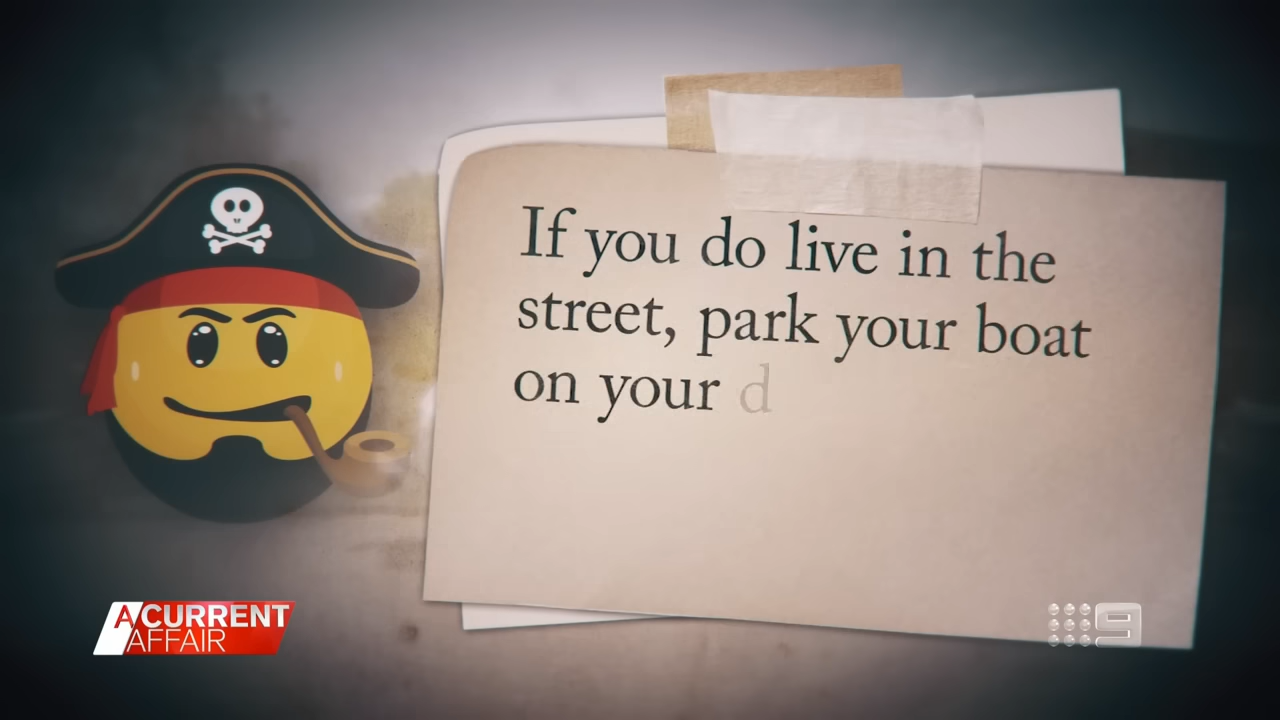 If you do live in the
street, park your boat
on your d
A CURRENT
AFFAIR
9